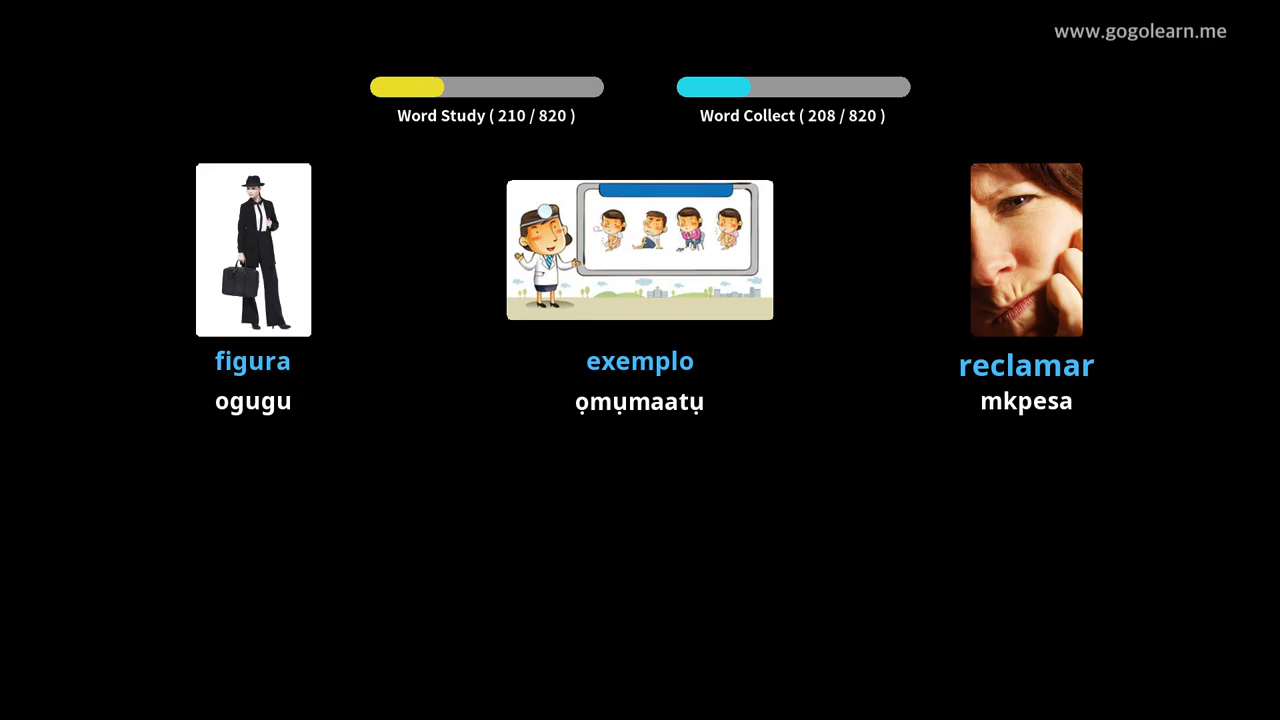 www.gogolearn.me
Word Study ( 210 / 820 )
Word Collect ( 208 / 820 )
figura
exemplo
reclamar
ogugu
ọmụmaatụ
mkpesa